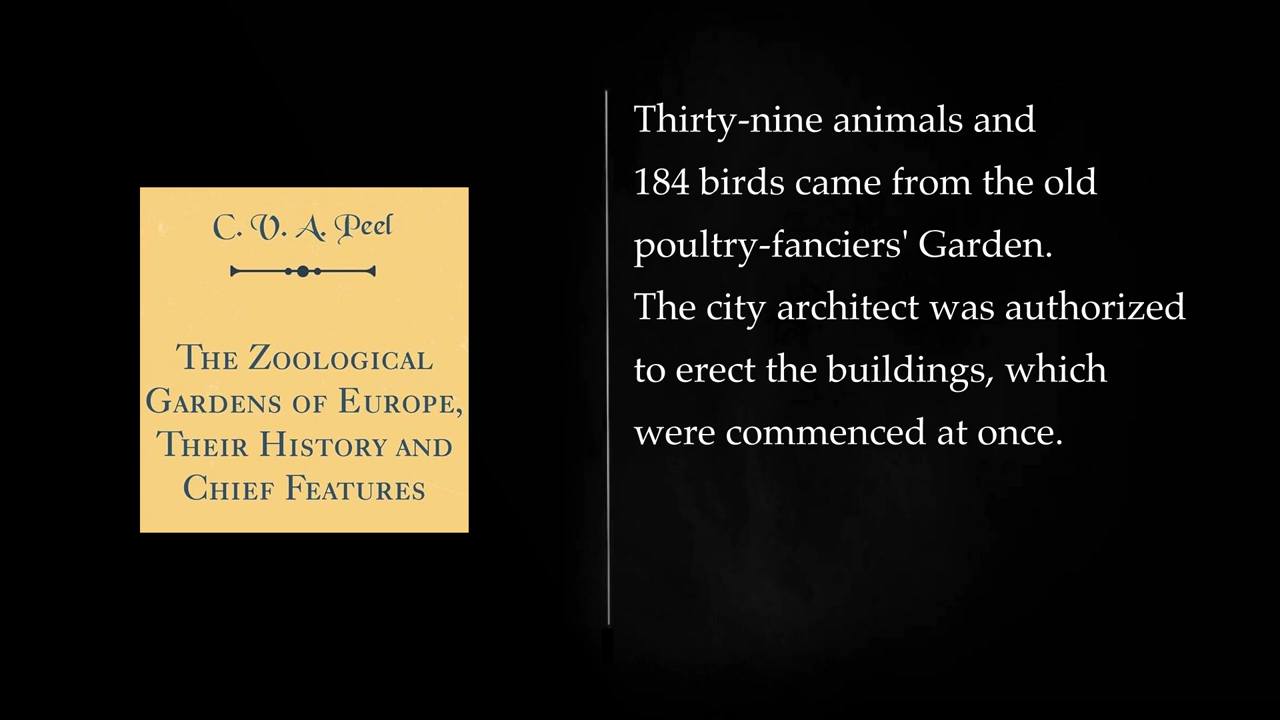 C. V. A. Peel
The Zoological
Gardens of Europe,
Their History and
Chief Features
Thirty-nine animals and
184 birds came from the old
poultry-fanciers' Garden.
The city architect was authorized
to erect the buildings, which
were commenced at once.